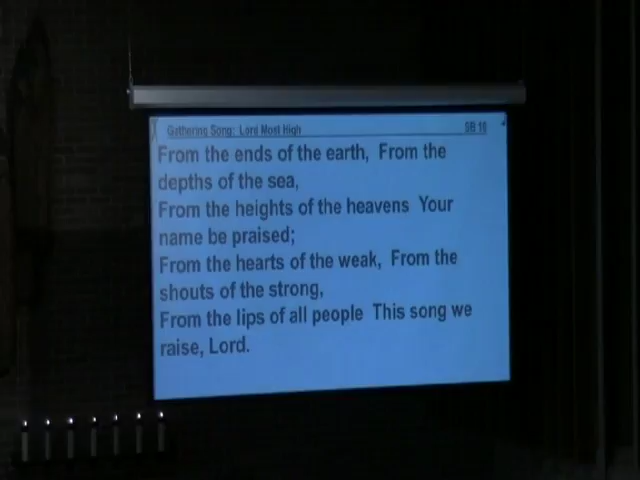 Gathering Song: Lord Most High SB 10
From the ends of the earth, From the
depths of the sea,
From the heights of the heavens Your
name be praised;
From the hearts of the weak, From the
shouts of the strong,
From the lips of all people This song we
raise, Lord.